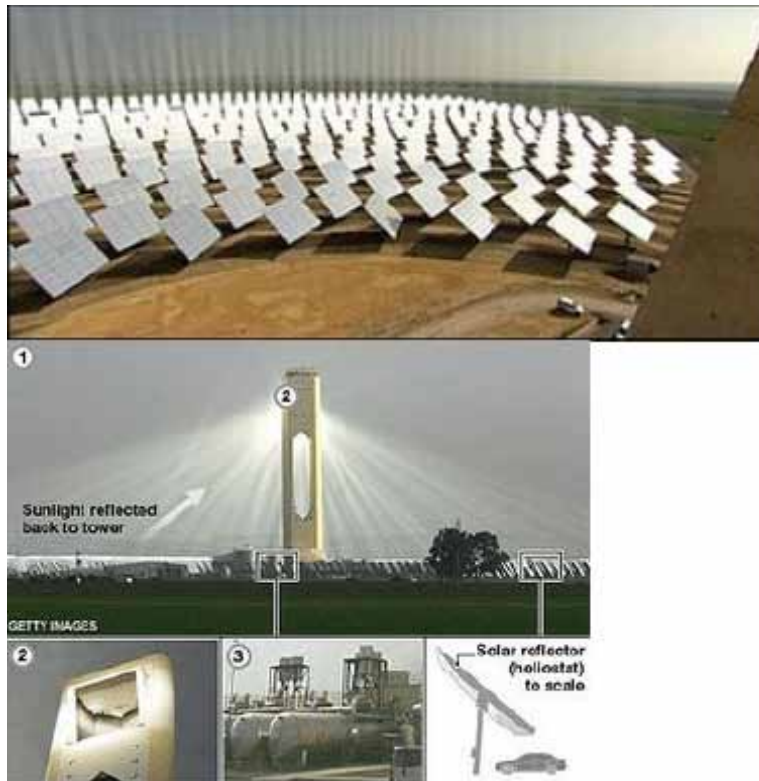 1
2
Sunlight reflected
back to tower
GETTY IMAGES
2
3
Solar reflector
(heliostat)
to scale